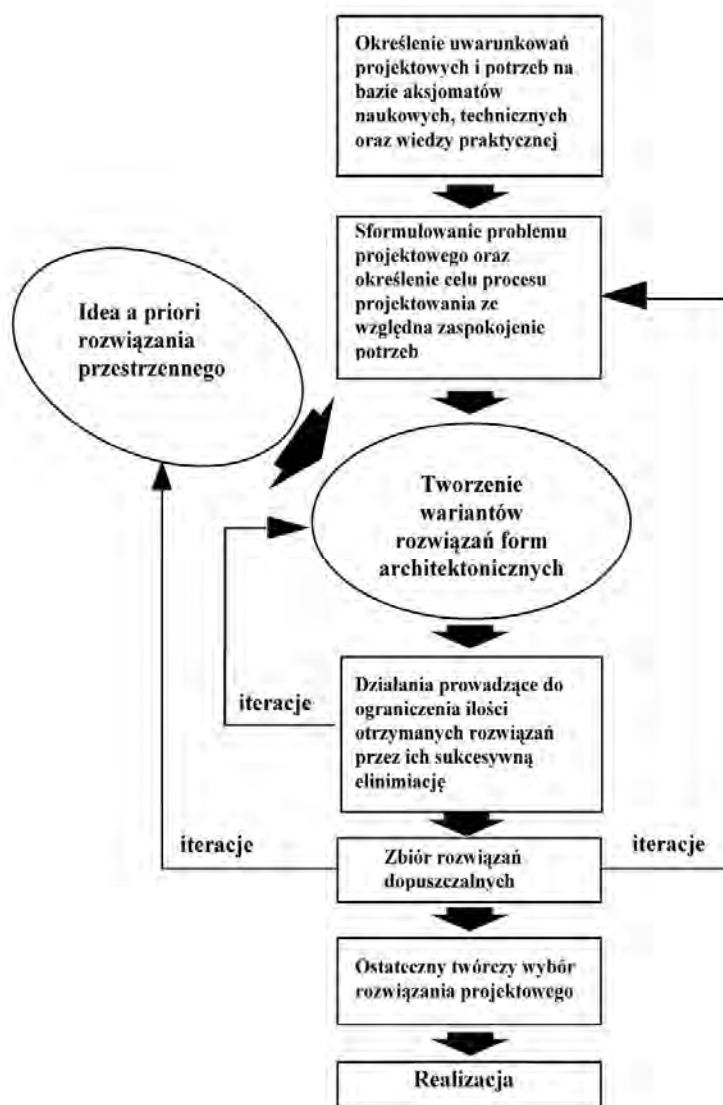 Określenie uwarunkowań
projektowych i potrzeb na
bazie aksjomatów
naukowych, technicznych
oraz wiedzy praktycznej
Sformułowanie problemu
projektowego oraz
określenie celu procesu
projektowania ze
względna zaspokojenie
potrzeb
Idea a priori
rozwiązania
przestrzennego
Tworzenie
wariantów
rozwiązań form
architektonicznych
iteracje
Działania prowadzące do
ograniczenia ilości
otrzymanych rozwiązań
przez ich sukcesywną
elinimiację
iteracje
Zbiór rozwiązań
dopuszczalnych
iteracje
Ostateczny twórczy wybór
rozwiązania projektowego
Realizacja